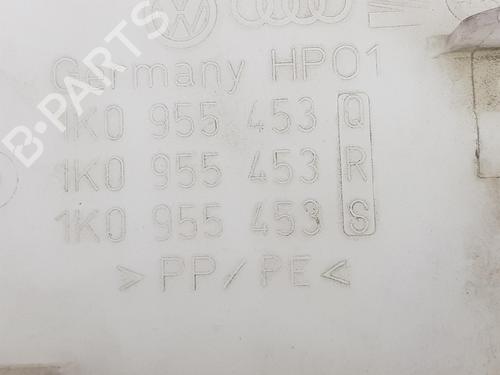 B-PARTS
Germany HP01
1K0 955 453 Q
1K0 955 453 R
1K0 955 453 S
> PP/PE <